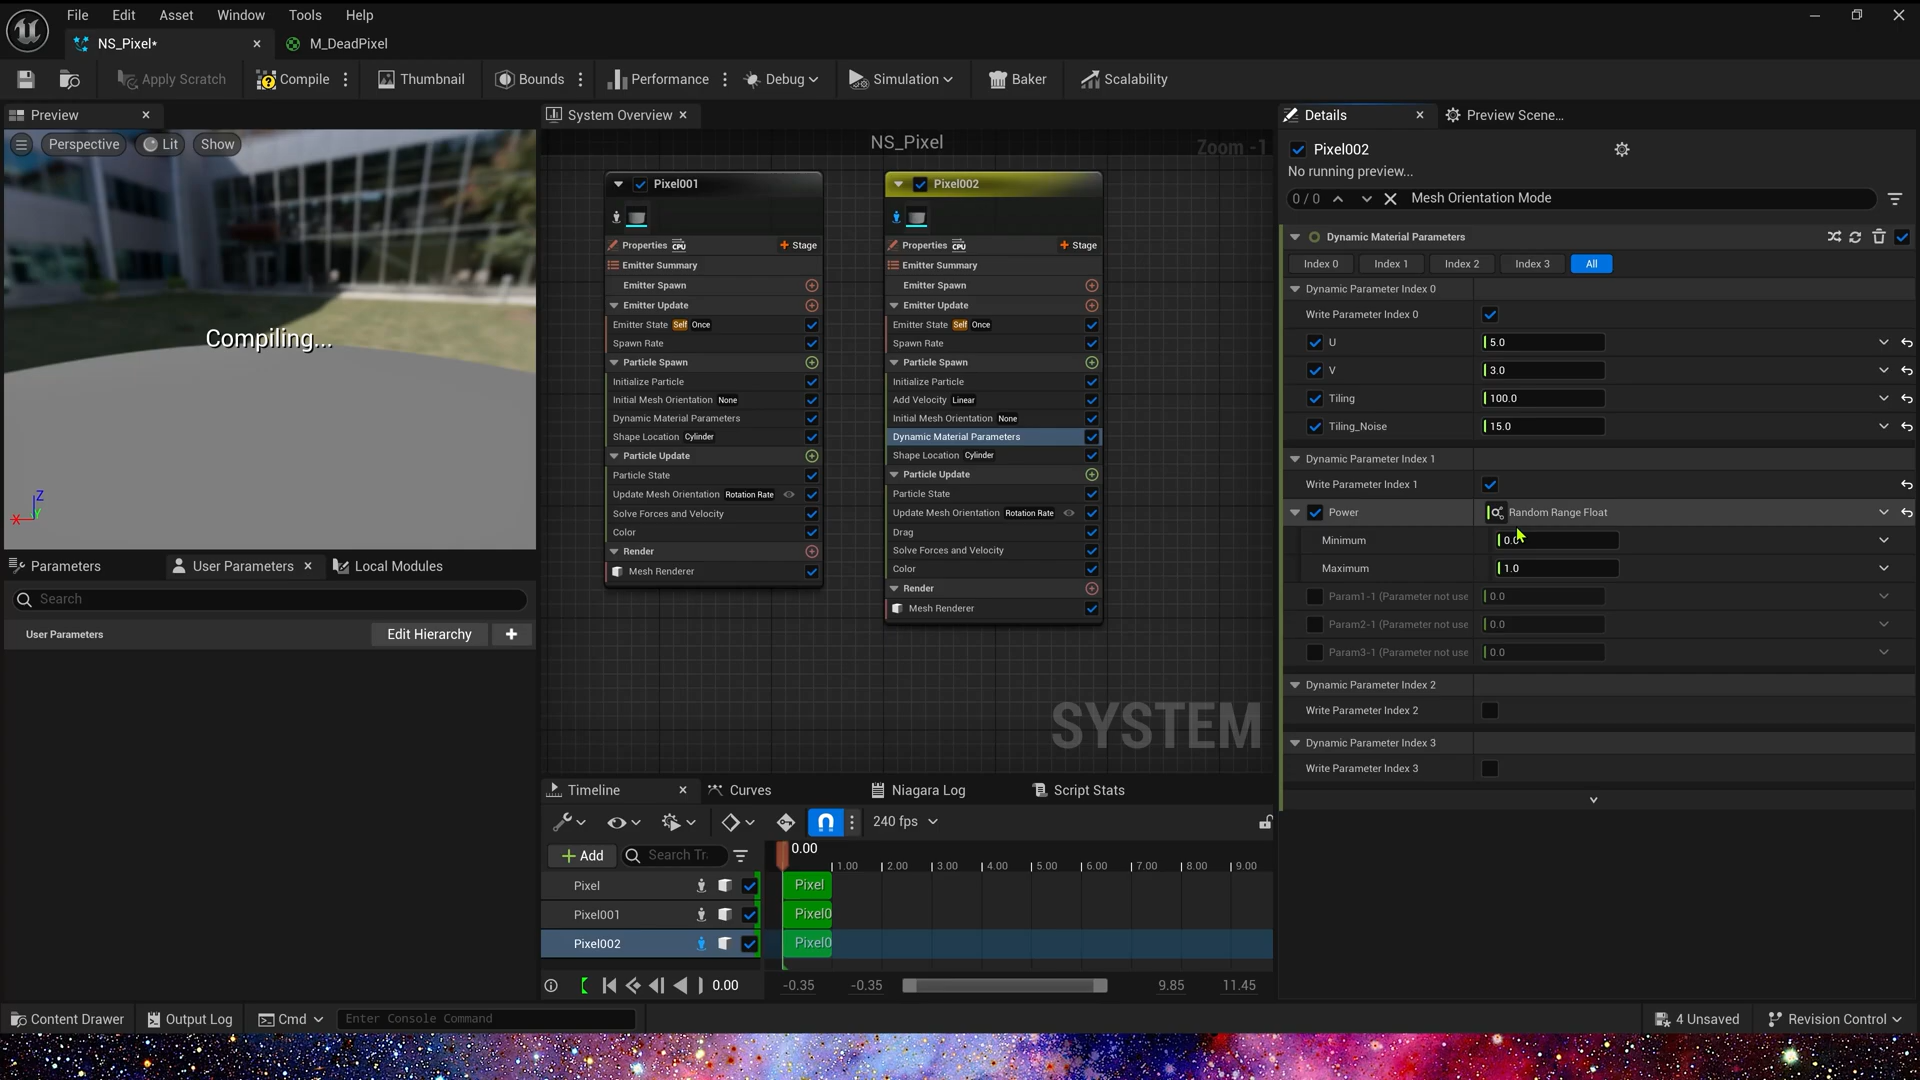 File Edit Asset Window Tools Help
NS_Pixel* M_DeadPixel
Apply Scratch Compile Thumbnail Bounds Performance Debug Simulation Baker Scalability
Preview
Perspective Lit Show
Compiling...
Z
X Y
Parameters User Parameters Local Modules
Search
User Parameters Edit Hierarchy
System Overview
NS_Pixel
Zoom -1
Pixel001
Properties CPU Stage
Emitter Summary
Emitter Spawn
Emitter Update
Emitter State Self Once
Spawn Rate
Particle Spawn
Initialize Particle
Initial Mesh Orientation None
Dynamic Material Parameters
Shape Location Cylinder
Particle Update
Particle State
Update Mesh Orientation Rotation Rate
Solve Forces and Velocity
Color
Render
Mesh Renderer
Pixel002
Properties CPU Stage
Emitter Summary
Emitter Spawn
Emitter Update
Emitter State Self Once
Spawn Rate
Particle Spawn
Initialize Particle
Add Velocity Linear
Initial Mesh Orientation None
Dynamic Material Parameters
Shape Location Cylinder
Particle Update
Particle State
Update Mesh Orientation Rotation Rate
Drag
Solve Forces and Velocity
Color
Render
Mesh Renderer
SYSTEM
Timeline Curves Niagara Log Script Stats
240 fps
Add Search Tr
0.00
1.00 2.00 3.00 4.00 5.00 6.00 7.00 8.00 9.00
Pixel Pixel
Pixel001 Pixel0
Pixel002 Pixel0
0.00 -0.35 -0.35 9.85 11.45
Details Preview Scene...
Pixel002
No running preview...
0 / 0 Mesh Orientation Mode
Dynamic Material Parameters
Index 0 Index 1 Index 2 Index 3 All
Dynamic Parameter Index 0
Write Parameter Index 0
U 5.0
V 3.0
Tiling 100.0
Tiling_Noise 15.0
Dynamic Parameter Index 1
Write Parameter Index 1
Power Random Range Float
Minimum 0.0
Maximum 1.0
Param1-1 (Parameter not use 0.0
Param2-1 (Parameter not use 0.0
Param3-1 (Parameter not use 0.0
Dynamic Parameter Index 2
Write Parameter Index 2
Dynamic Parameter Index 3
Write Parameter Index 3
Content Drawer Output Log Cmd Enter Console Command 4 Unsaved Revision Control